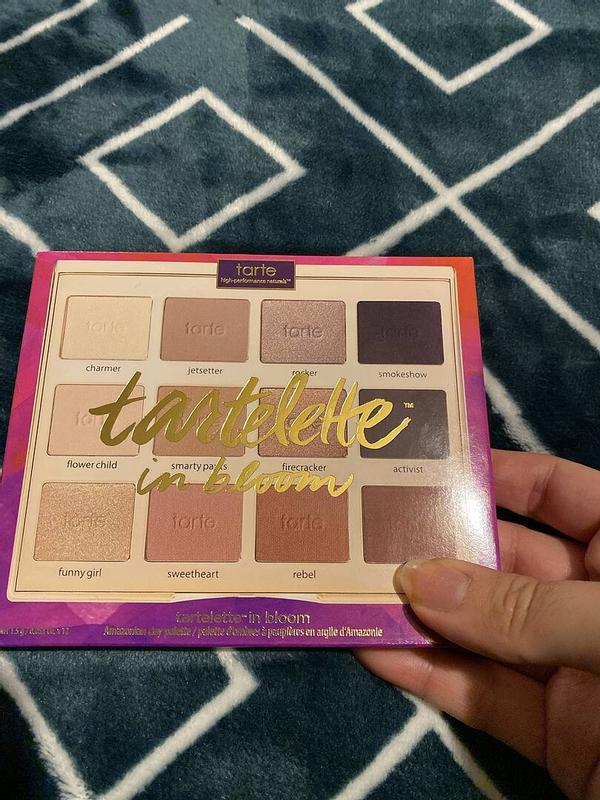 tarte
high-performance naturals™
tarte tarte tarte tarte
charmer jetsetter rocker smokeshow
tartelette™
flower child smarty pants firecracker activist
in bloom
tarte tarte tarte
funny girl sweetheart rebel
tartelette™ in bloom
Amazonian clay palette / palette d'ombres à paupières en argile d'Amazonie